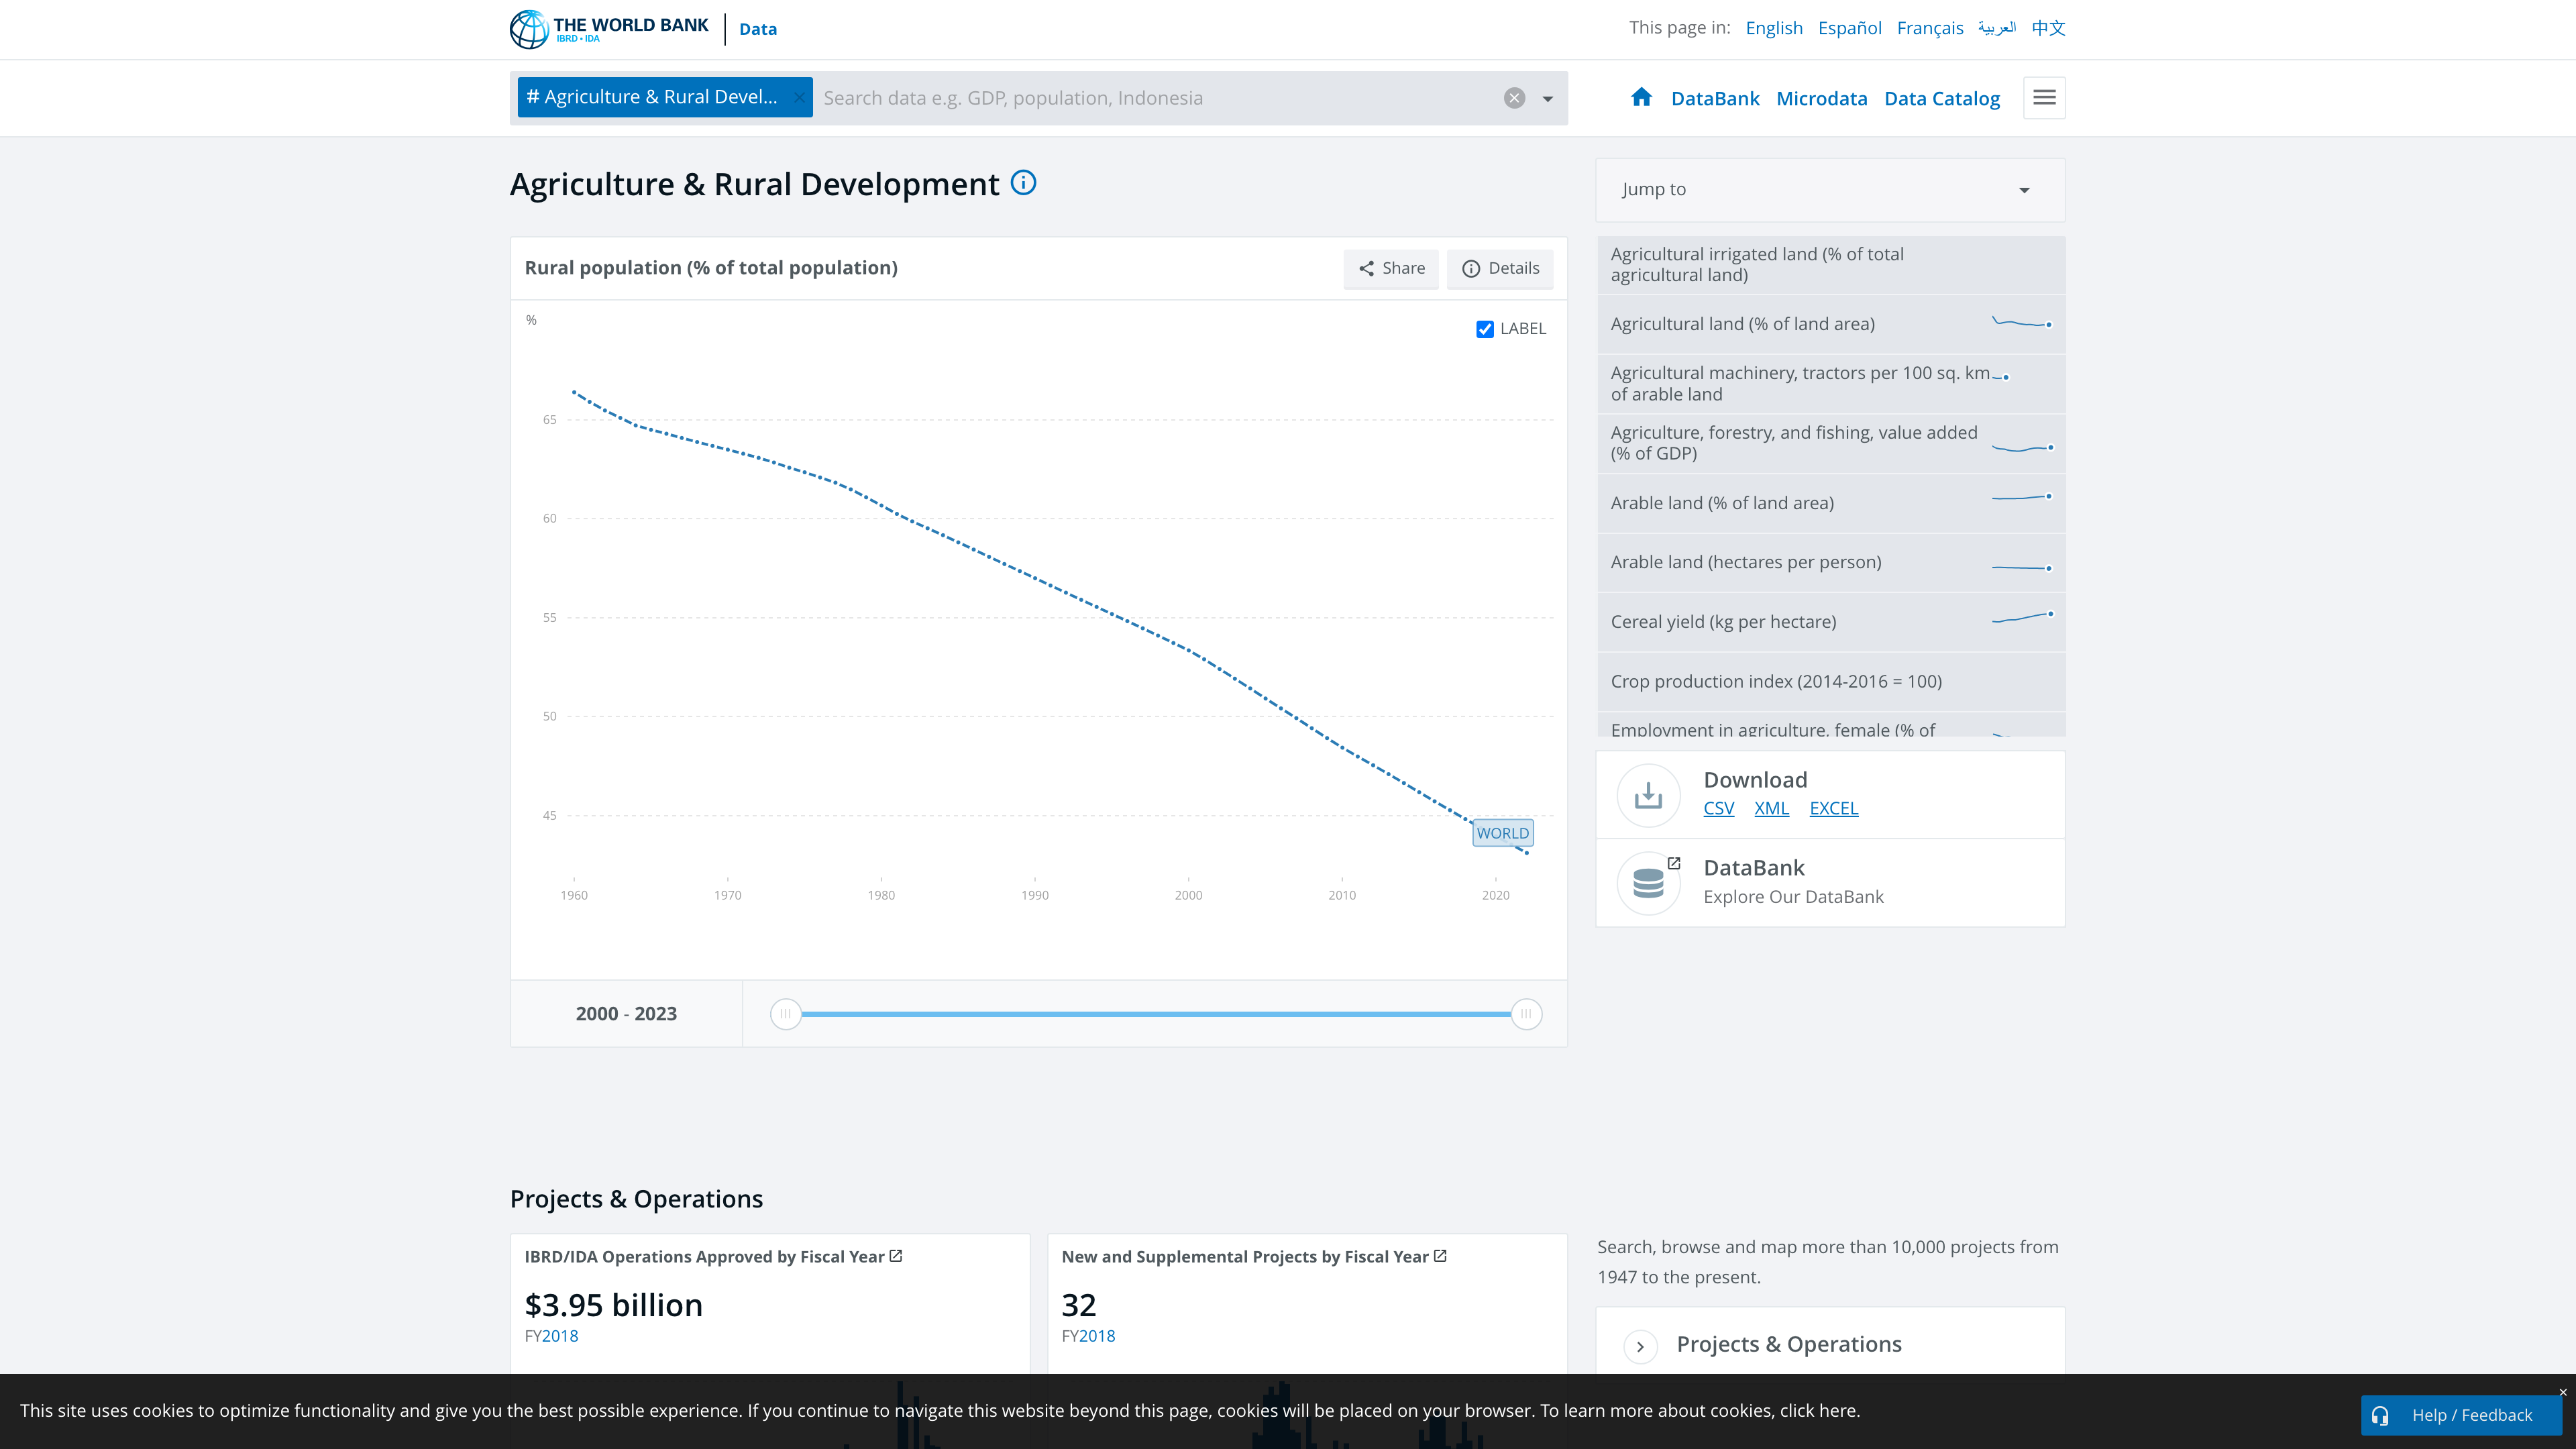 THE WORLD BANK
IBRD • IDA
Data
This page in: English Español Français العربية 中文
# Agriculture & Rural Devel... ×
Search data e.g. GDP, population, Indonesia
DataBank Microdata Data Catalog
Agriculture & Rural Development
Jump to
Rural population (% of total population)
Share
Details
%
LABEL
65
60
55
50
45
WORLD
1960 1970 1980 1990 2000 2010 2020
2000 - 2023
Agricultural irrigated land (% of total
agricultural land)
Agricultural land (% of land area)
Agricultural machinery, tractors per 100 sq. km
of arable land
Agriculture, forestry, and fishing, value added
(% of GDP)
Arable land (% of land area)
Arable land (hectares per person)
Cereal yield (kg per hectare)
Crop production index (2014-2016 = 100)
Employment in agriculture, female (% of
Download
CSV XML EXCEL
DataBank
Explore Our DataBank
Projects & Operations
IBRD/IDA Operations Approved by Fiscal Year
$3.95 billion
FY2018
New and Supplemental Projects by Fiscal Year
32
FY2018
Search, browse and map more than 10,000 projects from
1947 to the present.
Projects & Operations
This site uses cookies to optimize functionality and give you the best possible experience. If you continue to navigate this website beyond this page, cookies will be placed on your browser. To learn more about cookies, click here.
×
Help / Feedback